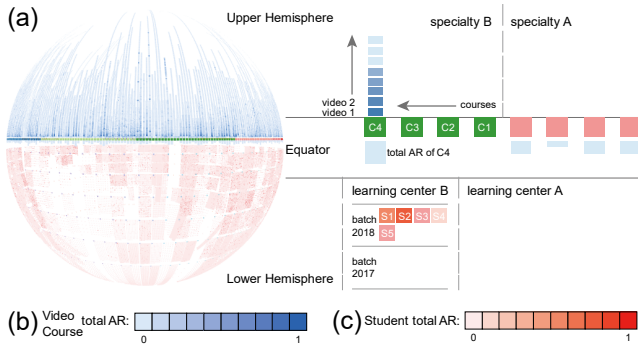 (a)
Upper Hemisphere
specialty B
specialty A
video 2
video 1
courses
C4 C3 C2 C1
Equator
total AR of C4
learning center B
learning center A
batch
2018
S1 S2 S3 S4
S5
batch
2017
Lower Hemisphere
(b) Video
Course
total AR:
0 1
(c) Student total AR:
0 1